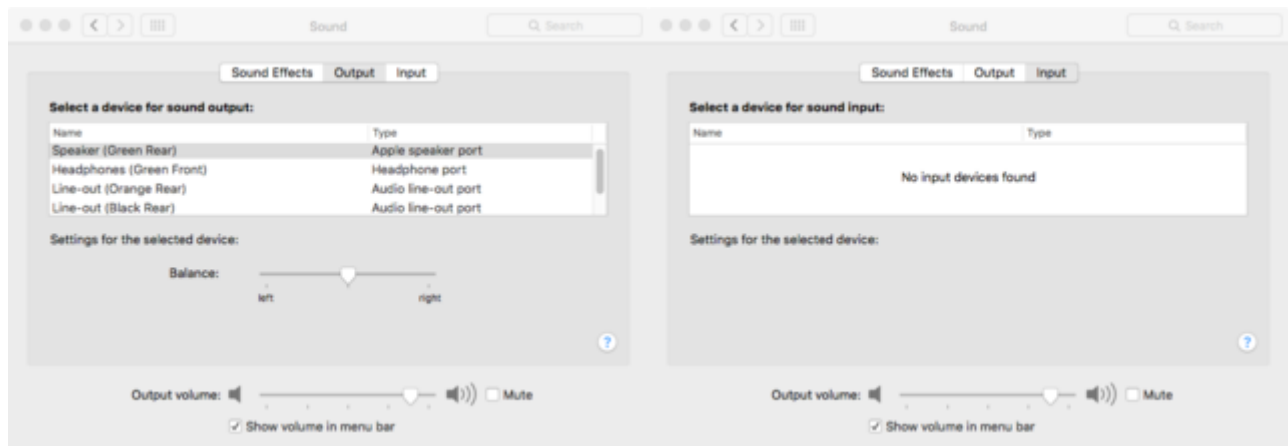 Sound
Search
Sound Effects Output Input
Select a device for sound output:
Name Type
Speaker (Green Rear) Apple speaker port
Headphones (Green Front) Headphone port
Line-out (Orange Rear) Audio line-out port
Line-out (Black Rear) Audio line-out port
Settings for the selected device:
Balance:
left right
?
Output volume: Mute
Show volume in menu bar
Sound
Search
Sound Effects Output Input
Select a device for sound input:
Name Type
No input devices found
Settings for the selected device:
?
Output volume: Mute
Show volume in menu bar